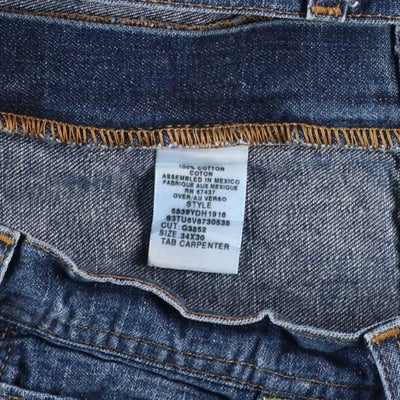 100% COTTON
COTON
ASSEMBLED IN MEXICO
FABRIQUE AUX MEXIQUE
RN 67437
OVER/AU VERSO
STYLE
5839YDH1916
83TU6V6730535
CUT: G3252
SIZE: 34X30
TAB CARPENTER